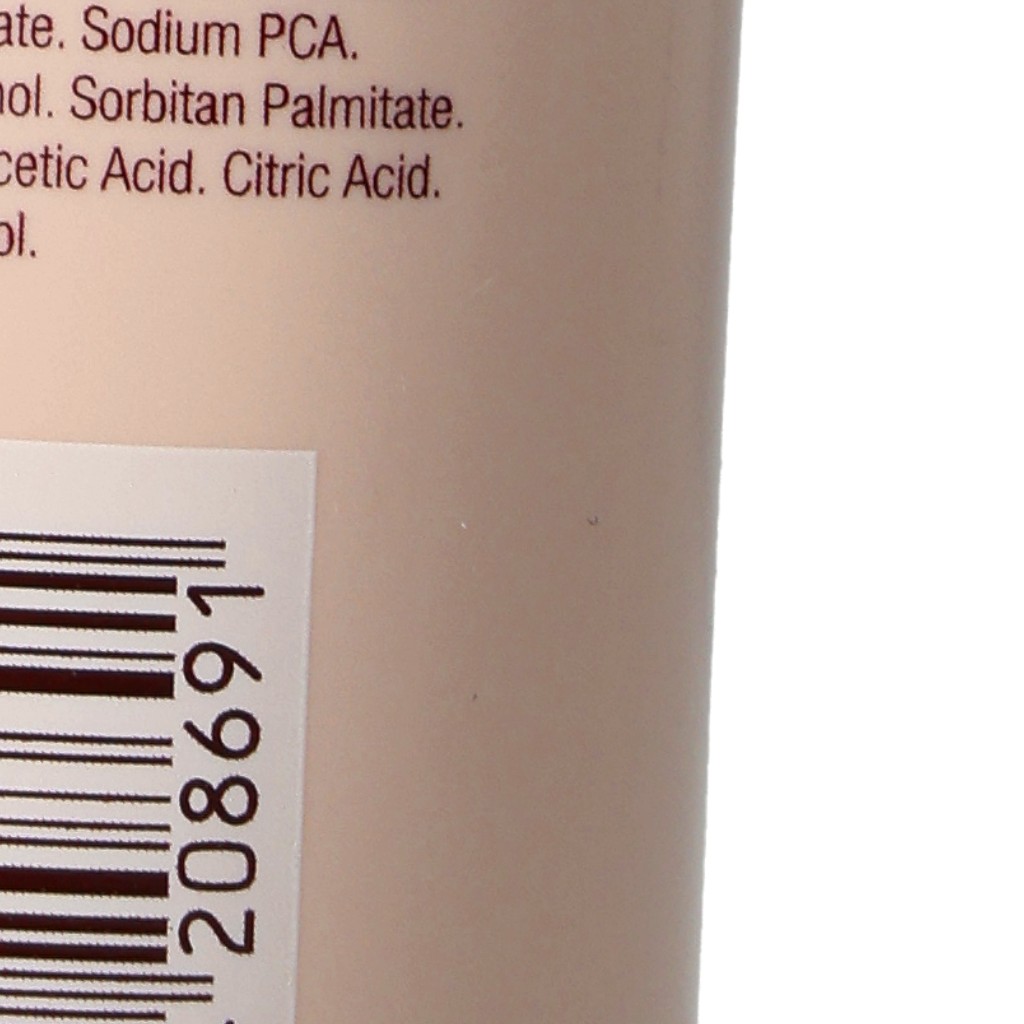 ate. Sodium PCA.
ol. Sorbitan Palmitate.
cetic Acid. Citric Acid.
ol.
208691